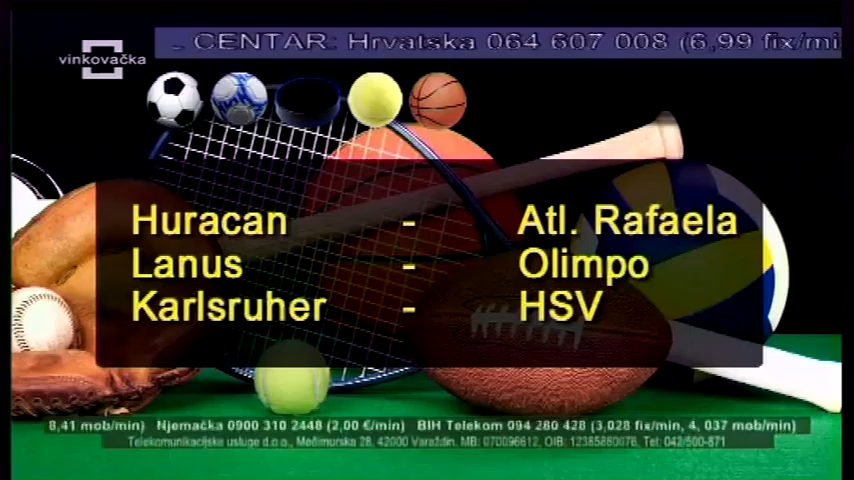 CENTAR: Hrvatska 064 607 008 (6,99 fix/mi
vinkovačka
Huracan - Atl. Rafaela
Lanus - Olimpo
Karlsruher - HSV
8,41 mob/min) Njemačka 0900 310 2448 (2,00 €/min) BIH Telekom 094 280 428 (3,028 fix/min, 4, 037 mob/min)
Telekomunikacijske usluge d.o.o., Međimurska 28, 42000 Varaždin. MB: 070096612, OIB: 12385860076, Tel: 042/500-871